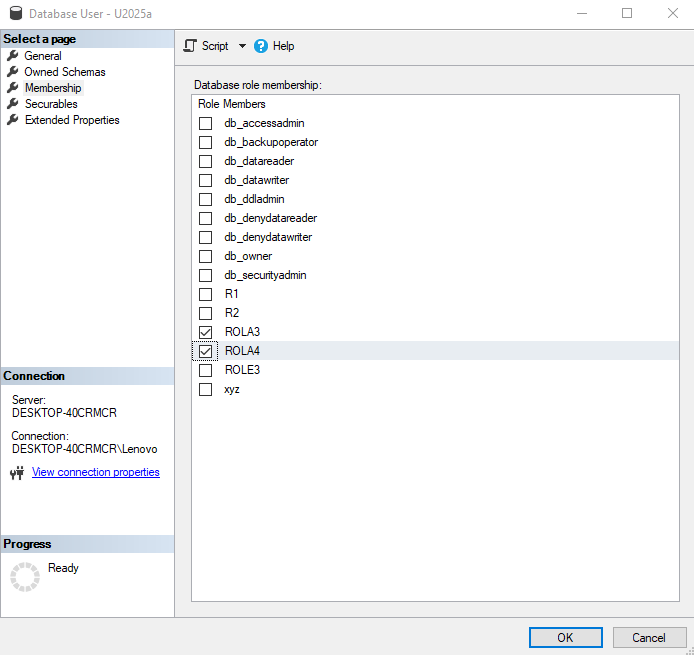 Database User - U2025a
Select a page
General
Owned Schemas
Membership
Securables
Extended Properties
Script
Help
Database role membership:
Role Members
db_accessadmin
db_backupoperator
db_datareader
db_datawriter
db_ddladmin
db_denydatareader
db_denydatawriter
db_owner
db_securityadmin
R1
R2
ROLA3
ROLA4
ROLE3
xyz
Connection
Server:
DESKTOP-40CRMCR
Connection:
DESKTOP-40CRMCR\Lenovo
View connection properties
Progress
Ready
OK
Cancel